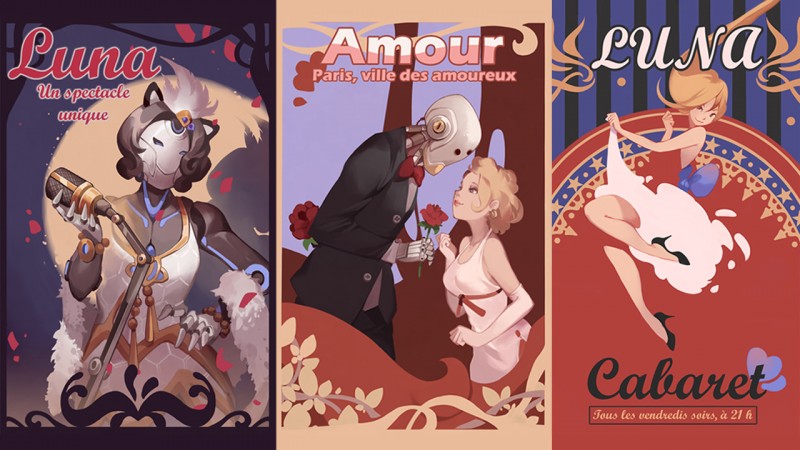 Luna
Un spectacle
unique
Amour
Paris, ville des amoureux
LUNA
Cabaret
Tous les vendredis soirs, à 21 h